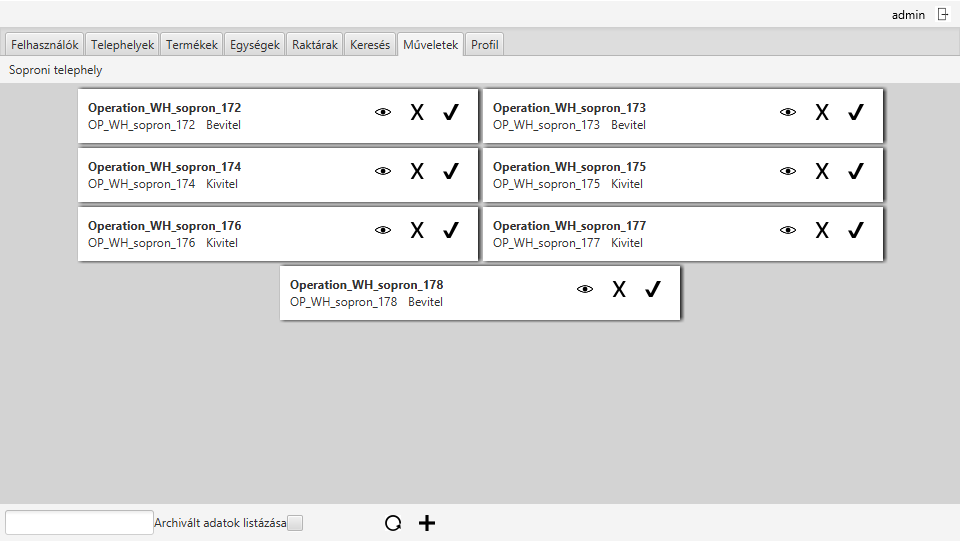 admin
Felhasználók Telephelyek Termékek Egységek Raktárak Keresés Műveletek Profil
Soproni telephely
Operation_WH_sopron_172
OP_WH_sopron_172 Bevitel
Operation_WH_sopron_173
OP_WH_sopron_173 Bevitel
Operation_WH_sopron_174
OP_WH_sopron_174 Kivitel
Operation_WH_sopron_175
OP_WH_sopron_175 Kivitel
Operation_WH_sopron_176
OP_WH_sopron_176 Kivitel
Operation_WH_sopron_177
OP_WH_sopron_177 Kivitel
Operation_WH_sopron_178
OP_WH_sopron_178 Bevitel
Archivált adatok listázása